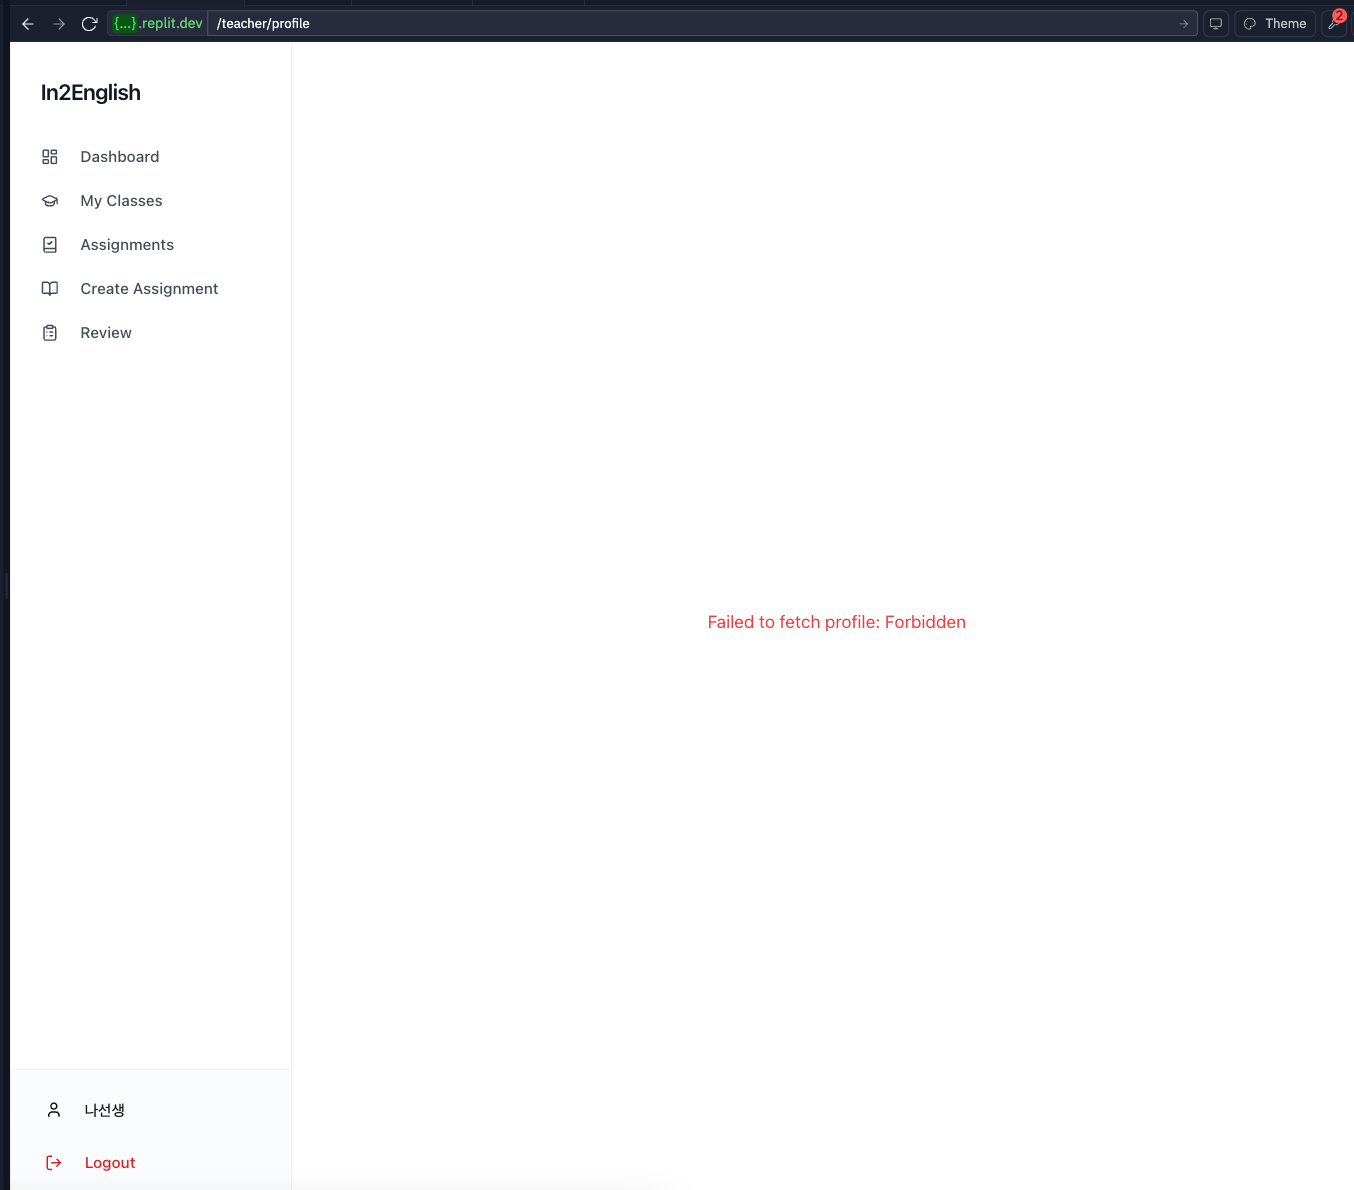 {...}.replit.dev /teacher/profile
Theme
2
In2English
Dashboard
My Classes
Assignments
Create Assignment
Review
Failed to fetch profile: Forbidden
나선생
Logout